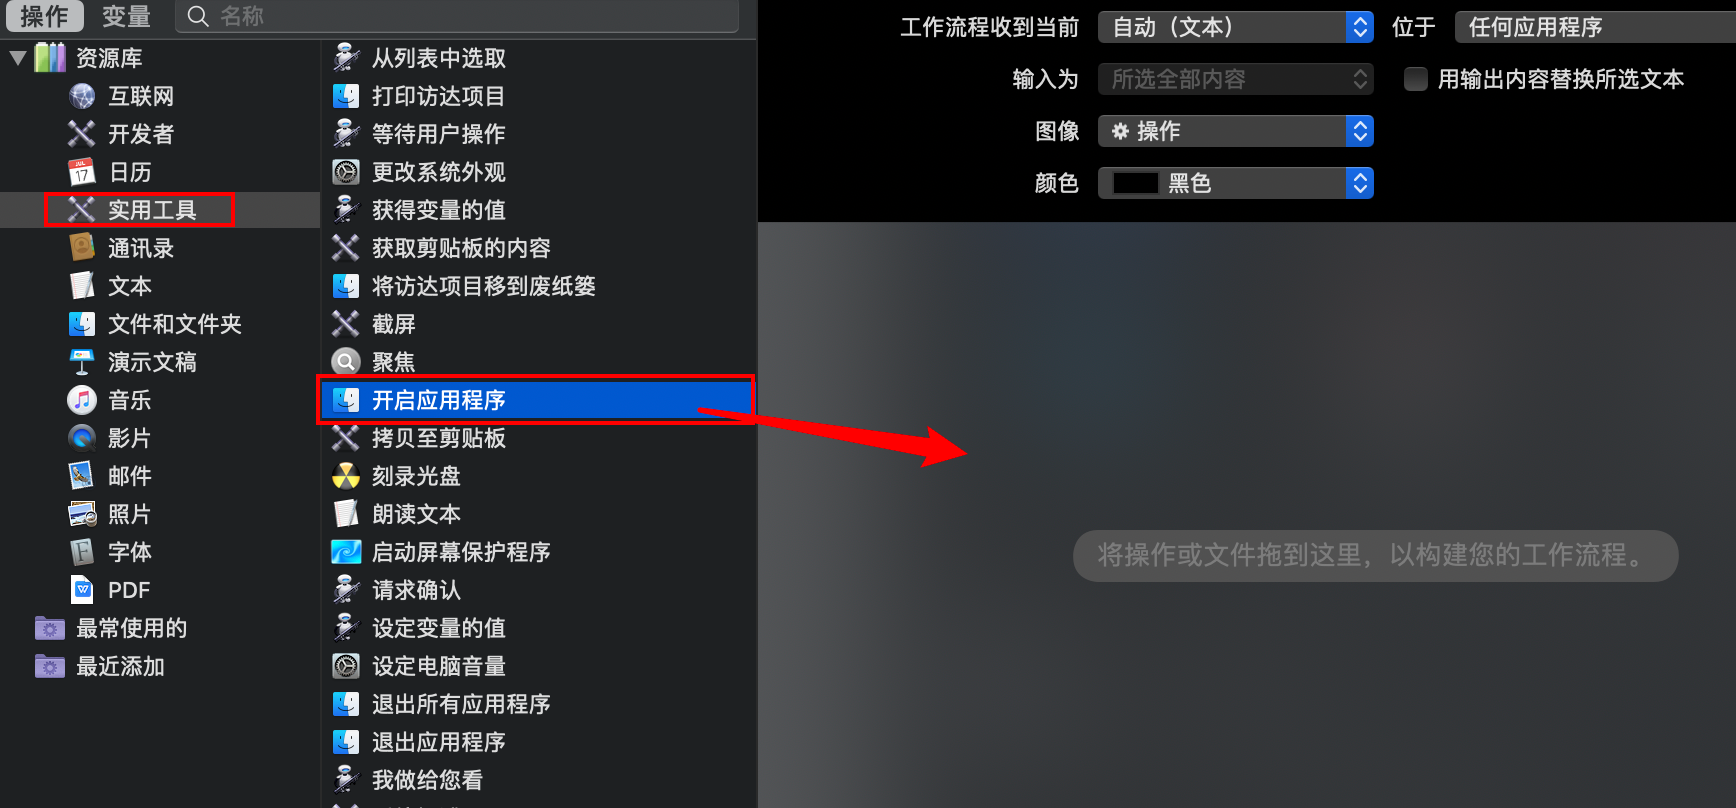 操作 变量 名称
资源库
互联网
开发者
日历
JUL
17
实用工具
通讯录
文本
文件和文件夹
演示文稿
音乐
影片
邮件
照片
字体
PDF
最常使用的
最近添加
从列表中选取
打印访达项目
等待用户操作
更改系统外观
获得变量的值
获取剪贴板的内容
将访达项目移到废纸篓
截屏
聚焦
开启应用程序
拷贝至剪贴板
刻录光盘
朗读文本
启动屏幕保护程序
请求确认
设定变量的值
设定电脑音量
退出所有应用程序
退出应用程序
我做给您看
工作流程收到当前 自动（文本） 位于 任何应用程序
输入为 所选全部内容 用输出内容替换所选文本
图像 操作
颜色 黑色
将操作或文件拖到这里，以构建您的工作流程。